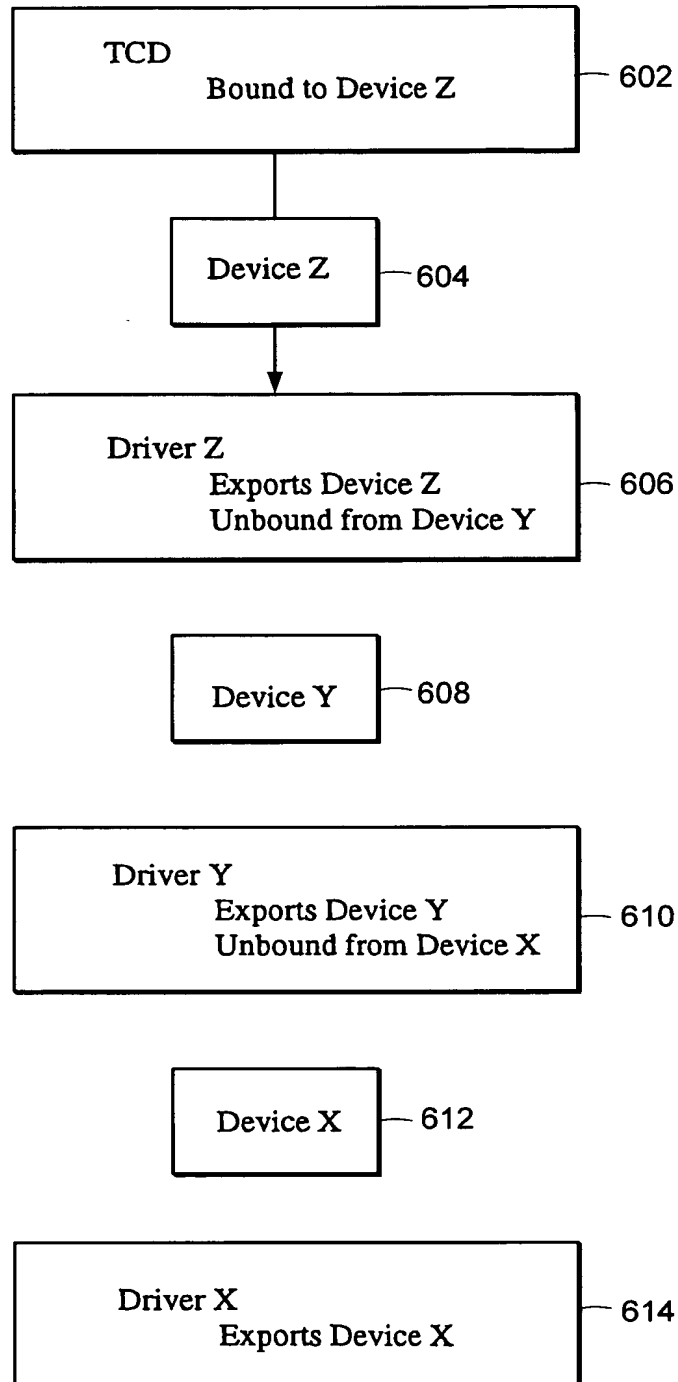 TCD
Bound to Device Z
602
Device Z
604
Driver Z
Exports Device Z
Unbound from Device Y
606
Device Y
608
Driver Y
Exports Device Y
Unbound from Device X
610
Device X
612
Driver X
Exports Device X
614